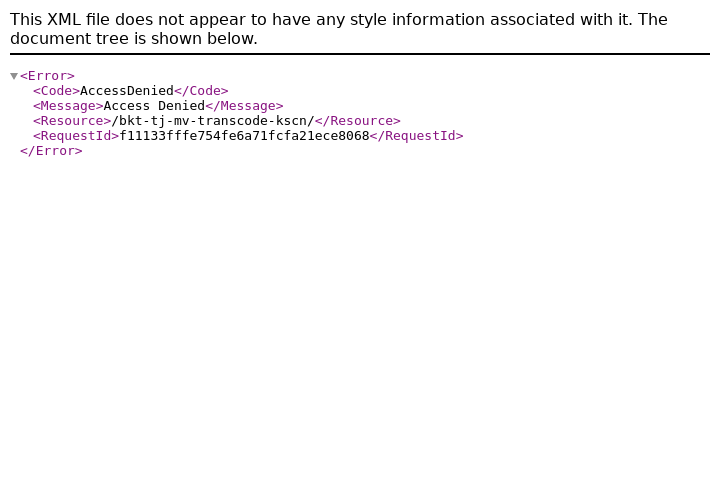 This XML file does not appear to have any style information associated with it. The
document tree is shown below.
<Error>
<Code>AccessDenied</Code>
<Message>Access Denied</Message>
<Resource>/bkt-tj-mv-transcode-kscn/</Resource>
<RequestId>f11133fffe754fe6a71fcfa21ece8068</RequestId>
</Error>